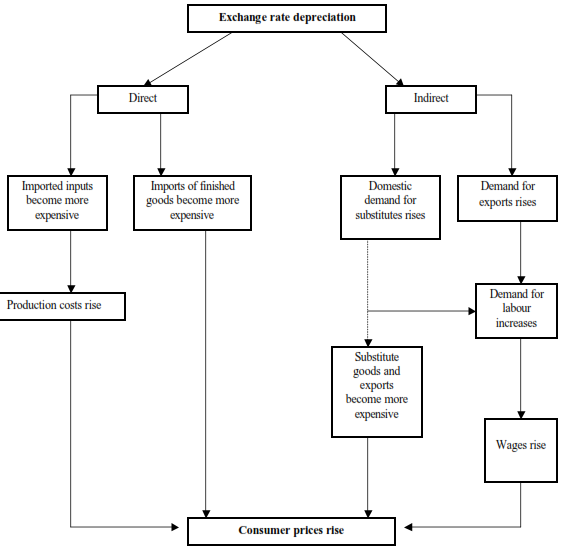 Exchange rate depreciation
Direct
Indirect
Imported inputs
become more
expensive
Imports of finished
goods become more
expensive
Domestic
demand for
substitutes rises
Demand for
exports rises
Production costs rise
Demand for
labour
increases
Substitute
goods and
exports
become more
expensive
Wages rise
Consumer prices rise